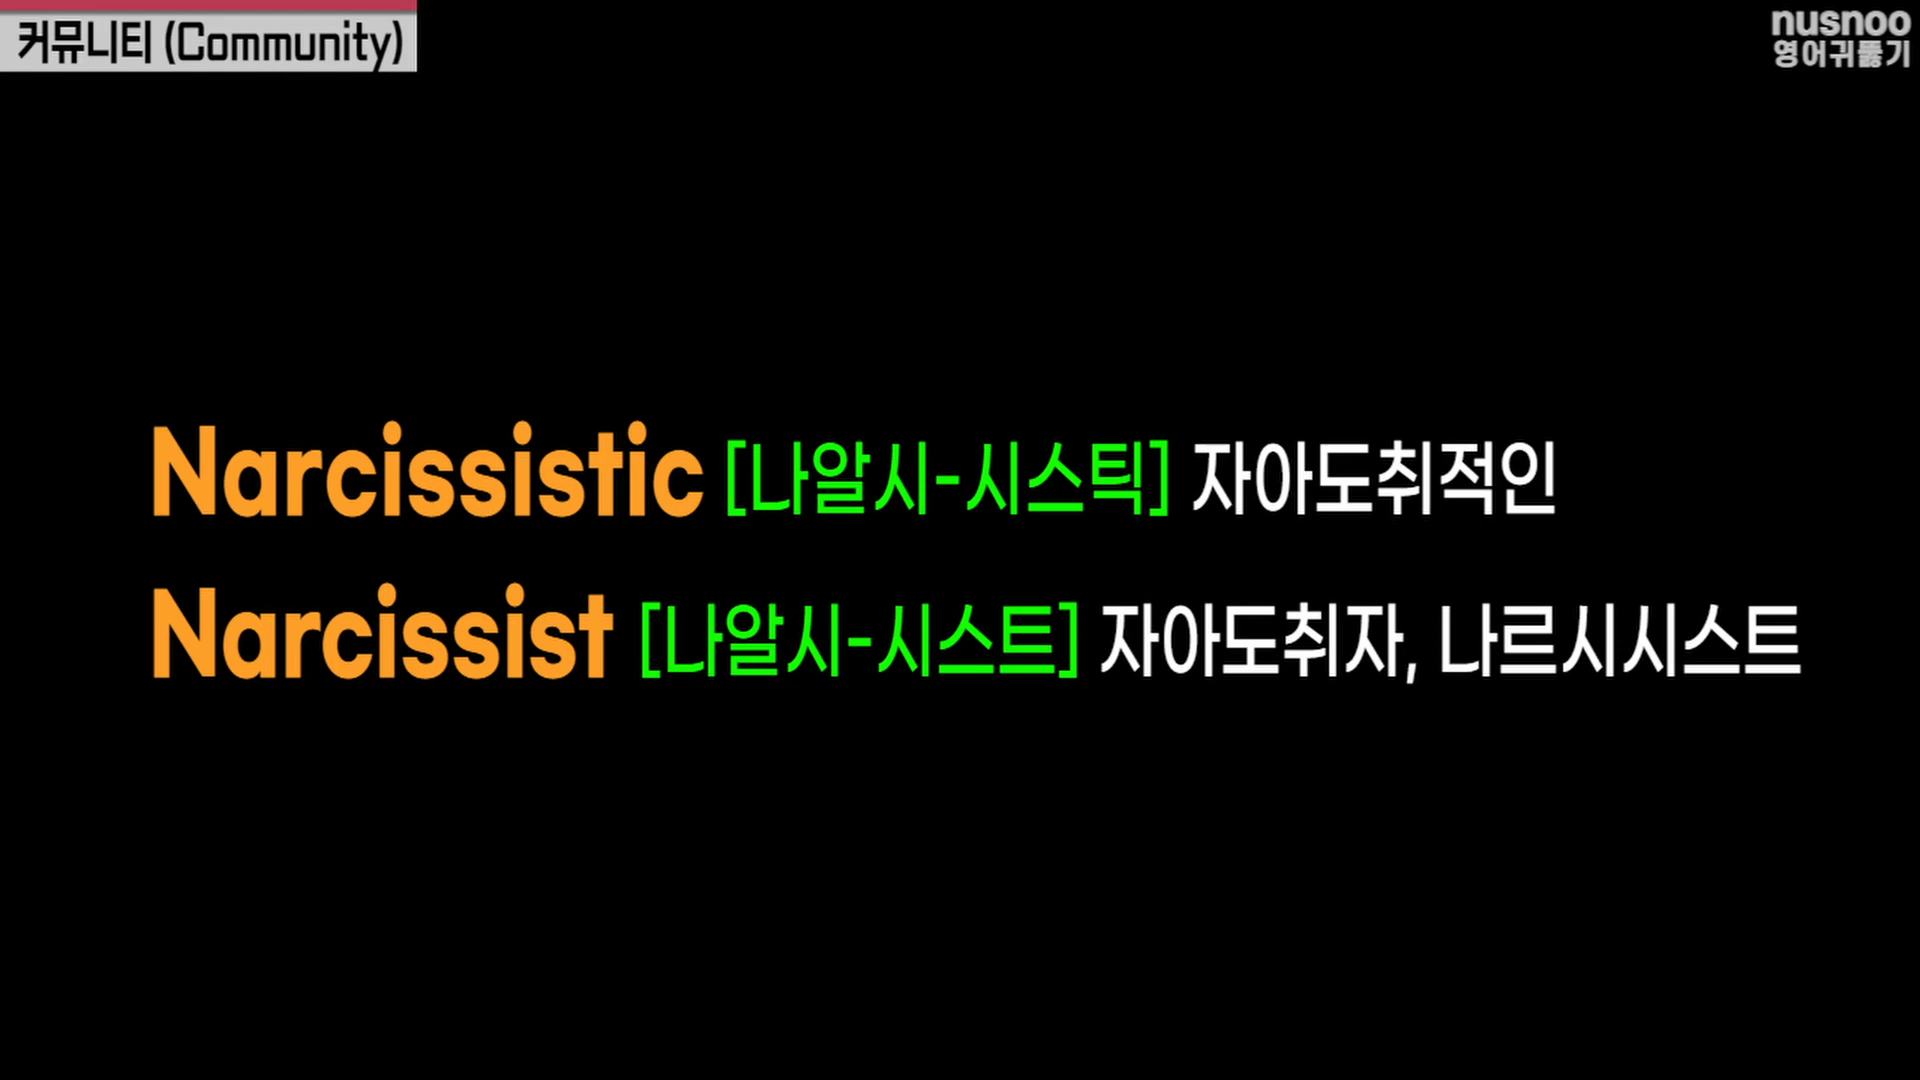 커뮤니티 (Community)
nusnoo
영어귀뚫기
Narcissistic [나알시-시스틱] 자아도취적인
Narcissist [나알시-시스트] 자아도취자, 나르시시스트